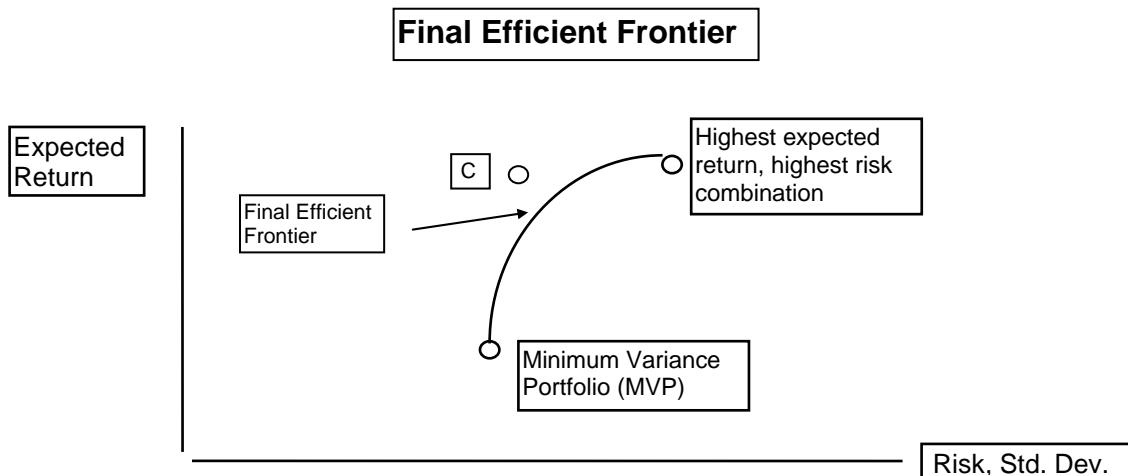 Final Efficient Frontier
Expected
Return
C
Highest expected
return, highest risk
combination
Final Efficient
Frontier
Minimum Variance
Portfolio (MVP)
Risk, Std. Dev.